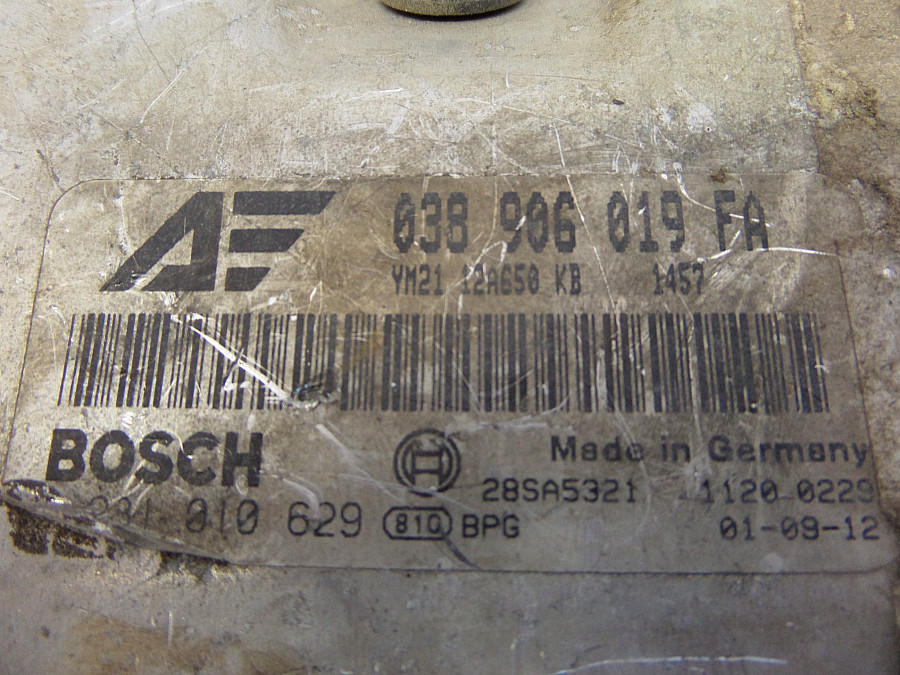 AE 038 906 019 FA
YM21 12A650 KB 1457
BOSCH Made in Germany
28SA5321 1120 0229
010 629 810 BPG 01-09-12